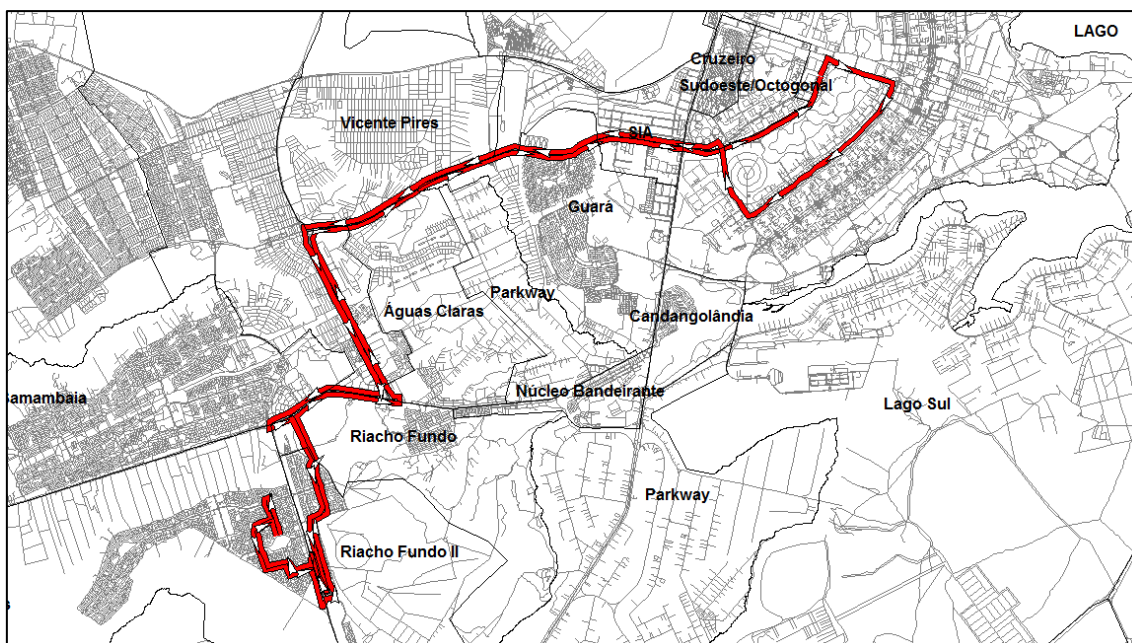 LAGO
Cruzeiro
Sudoeste/Octogonal
Vicente Pires
SIA
Guará
Parkway
Águas Claras
Candangolândia
Núcleo Bandeirante
Samambaia
Lago Sul
Riacho Fundo
Parkway
Riacho Fundo II
s